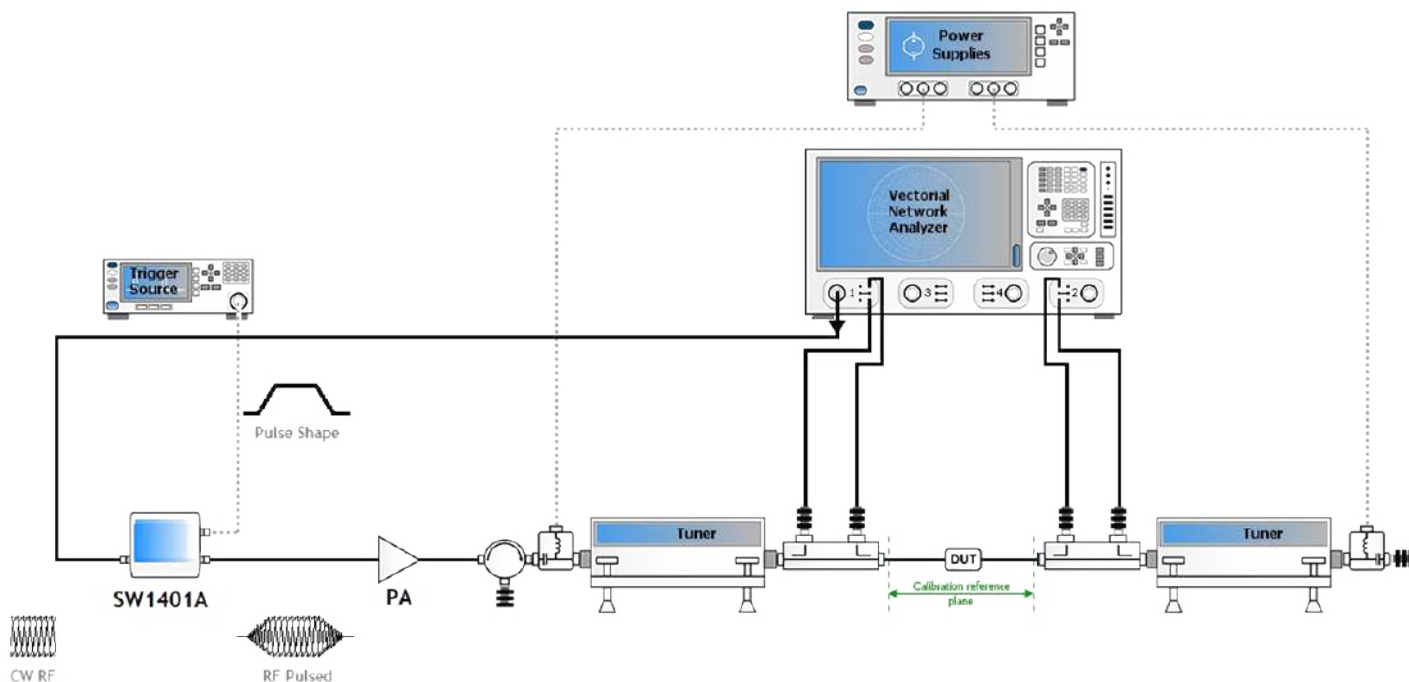 Power
Supplies
Vectorial
Network
Analyzer
1
3
4
2
Trigger
Source
Pulse Shape
SW1401A
PA
Tuner
DUT
Tuner
Calibration reference
plane
CW RF
RF Pulsed